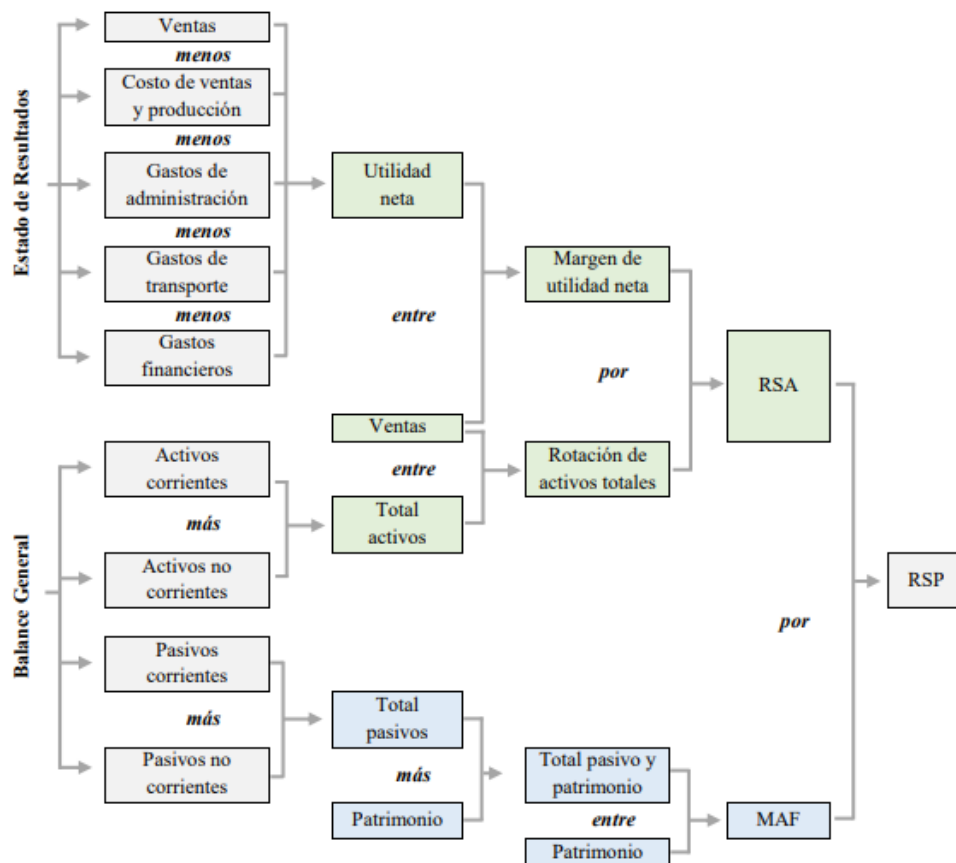 Estado de Resultados
Ventas
menos
Costo de ventas
y producción
menos
Gastos de
administración
menos
Gastos de
transporte
menos
Gastos
financieros
Utilidad
neta
entre
Ventas
entre
Total
activos
Margen de
utilidad neta
por
Rotación de
activos totales
RSA
Balance General
Activos
corrientes
más
Activos no
corrientes
Pasivos
corrientes
más
Pasivos no
corrientes
Total
pasivos
más
Patrimonio
Total pasivo y
patrimonio
entre
Patrimonio
MAF
por
RSP